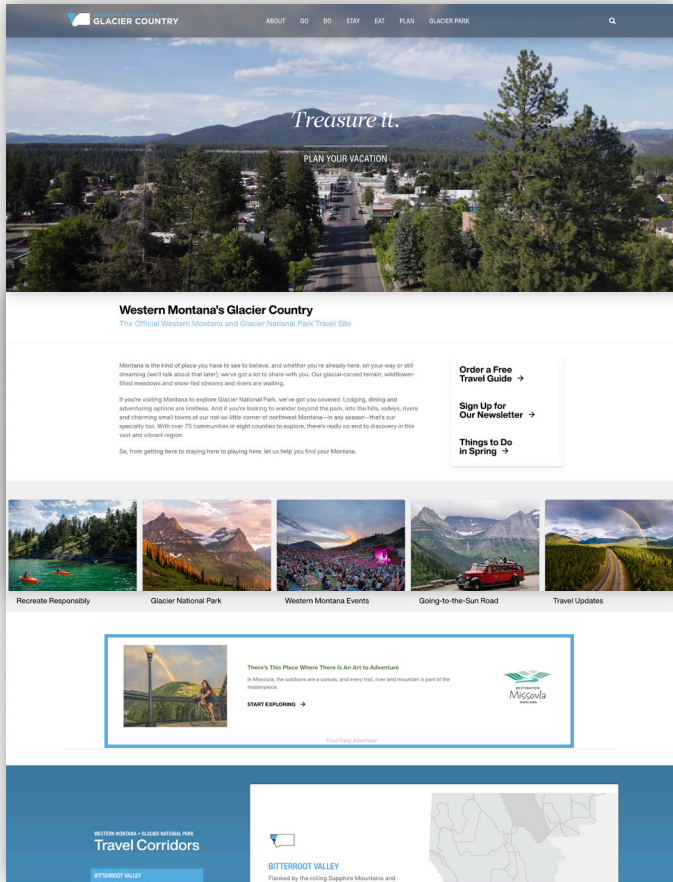 WESTERN MONTANA'S
GLACIER COUNTRY
ABOUT GO DO STAY EAT PLAN GLACIER PARK
Treasure it.
PLAN YOUR VACATION
Western Montana's Glacier Country
The Official Western Montana and Glacier National Park Travel Site
Montana is the kind of place you have to see to believe, and whether you're already here, on your way or still
dreaming (we'll talk about that later), we've got a lot to share with you. Our glacial-carved terrain, wildflower-
filled meadows and snow-fed streams and rivers are waiting.
If you're visiting Montana to explore Glacier National Park, we've got you covered. Lodging, dining and
adventuring options are limitless. And if you're looking to wander beyond the park, into the hills, valleys, rivers
and charming small towns of our not-so-little corner of northwest Montana—in any season—that's our
specialty too. With over 75 communities in eight counties to explore, there's really no end to discovery in this
vast and vibrant region.
So, from getting here to staying here to playing here, let us help you find your Montana.
Order a Free
Travel Guide →
Sign Up for
Our Newsletter →
Things to Do
in Spring →
Recreate Responsibly
Glacier National Park
Western Montana Events
Going-to-the-Sun Road
Travel Updates
There's This Place Where There Is An Art to Adventure
In Missoula, the outdoors are a canvas, and every trail, river and mountain is part of the
masterpiece.
START EXPLORING →
DESTINATION
Missoula
MONTANA
Third Party Advertiser
WESTERN MONTANA + GLACIER NATIONAL PARK
Travel Corridors
BITTERROOT VALLEY
BITTERROOT VALLEY
Flanked by the rolling Sapphire Mountains and